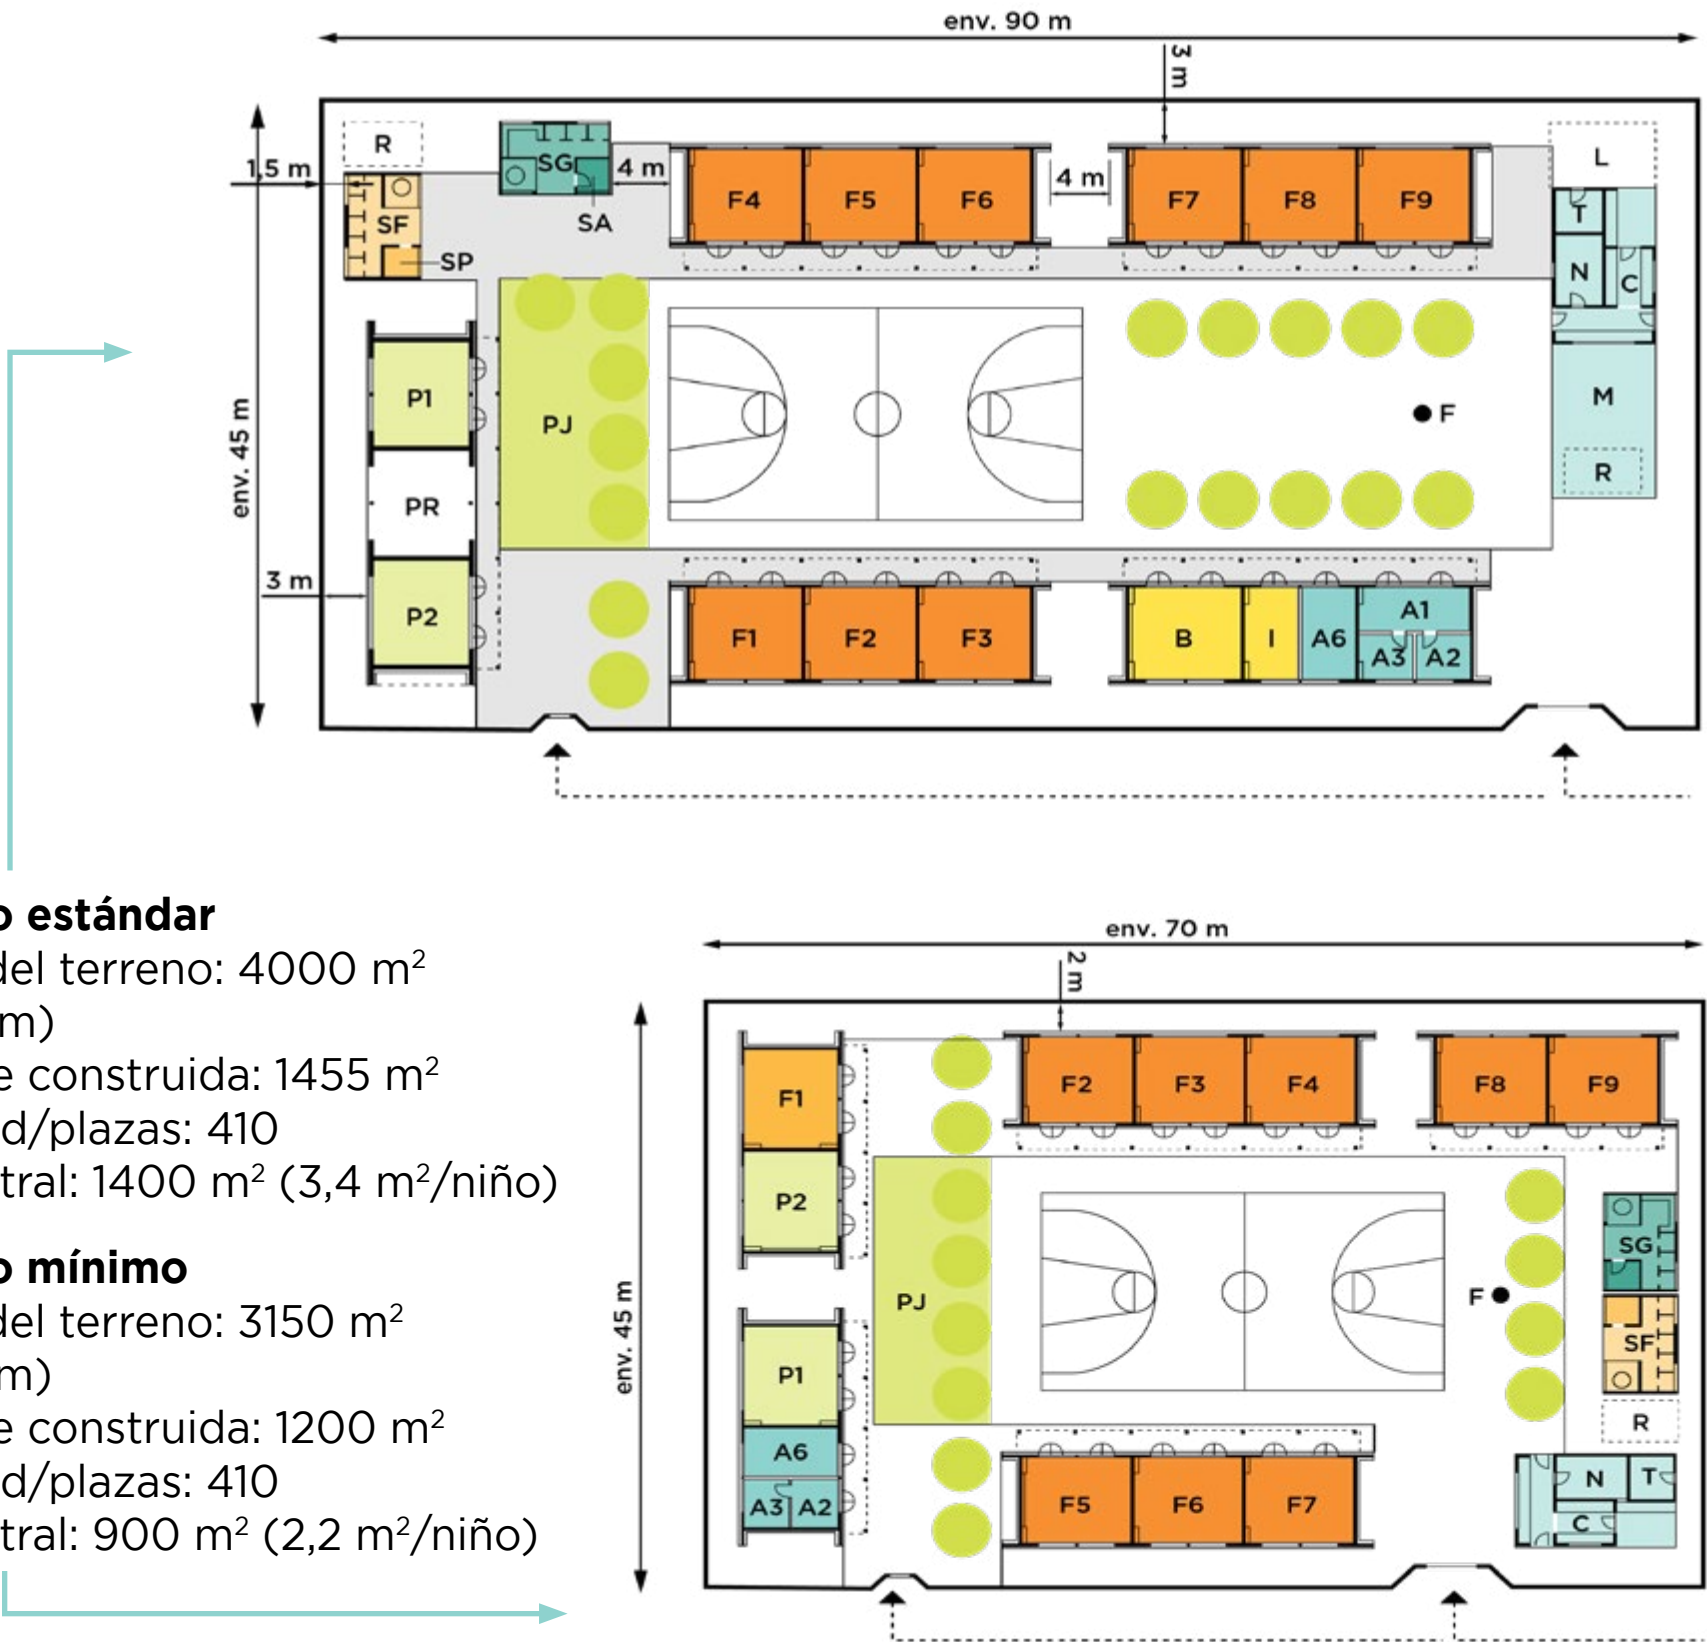 env. 90 m
3 m
R
1,5 m
SG
4 m
SA
SF
SP
F4
F5
F6
4 m
F7
F8
F9
L
T
N
C
env. 45 m
P1
PJ
PR
F
M
R
3 m
P2
F1
F2
F3
B
I
A6
A1
A3
A2
o estándar
del terreno: 4000 m²
m)
e construida: 1455 m²
d/plazas: 410
tral: 1400 m² (3,4 m²/niño)
o mínimo
del terreno: 3150 m²
m)
e construida: 1200 m²
d/plazas: 410
tral: 900 m² (2,2 m²/niño)
env. 70 m
2 m
F1
F2
F3
F4
F8
F9
P2
SG
env. 45 m
PJ
F
SF
P1
R
A6
A3
A2
F5
F6
F7
N
T
C